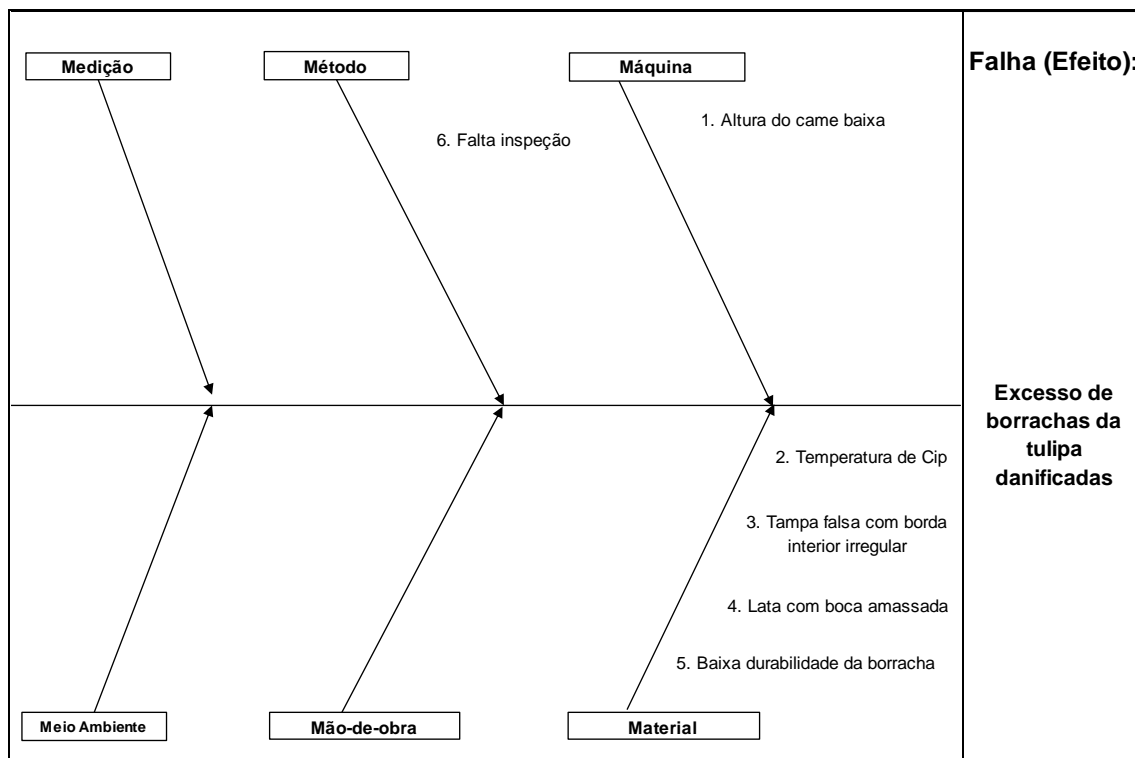 Medição
Método
Máquina
Falha (Efeito):
1. Altura do came baixa
6. Falta inspeção
Excesso de
borrachas da
tulipa
danificadas
2. Temperatura de Cip
3. Tampa falsa com borda
interior irregular
4. Lata com boca amassada
5. Baixa durabilidade da borracha
Meio Ambiente
Mão-de-obra
Material